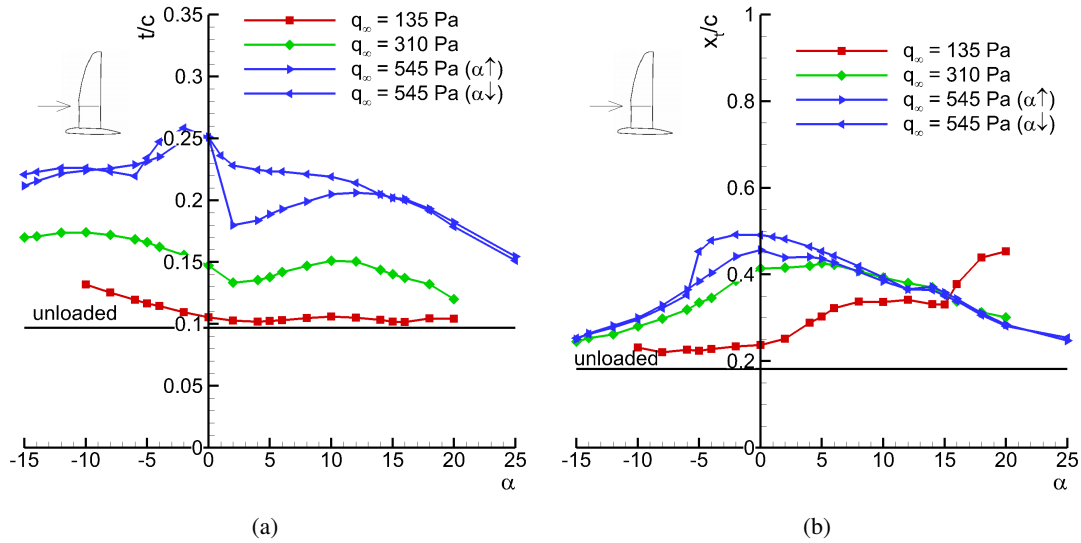 t/c
0.35
0.3
0.25
0.2
0.15
0.1
0.05
0
q∞ = 135 Pa
q∞ = 310 Pa
q∞ = 545 Pa (α↑)
q∞ = 545 Pa (α↓)
unloaded
-15 -10 -5 0 5 10 15 20 25
α
(a)
xt/c
1
0.8
0.6
0.4
0.2
0
q∞ = 135 Pa
q∞ = 310 Pa
q∞ = 545 Pa (α↑)
q∞ = 545 Pa (α↓)
unloaded
-15 -10 -5 0 5 10 15 20 25
α
(b)